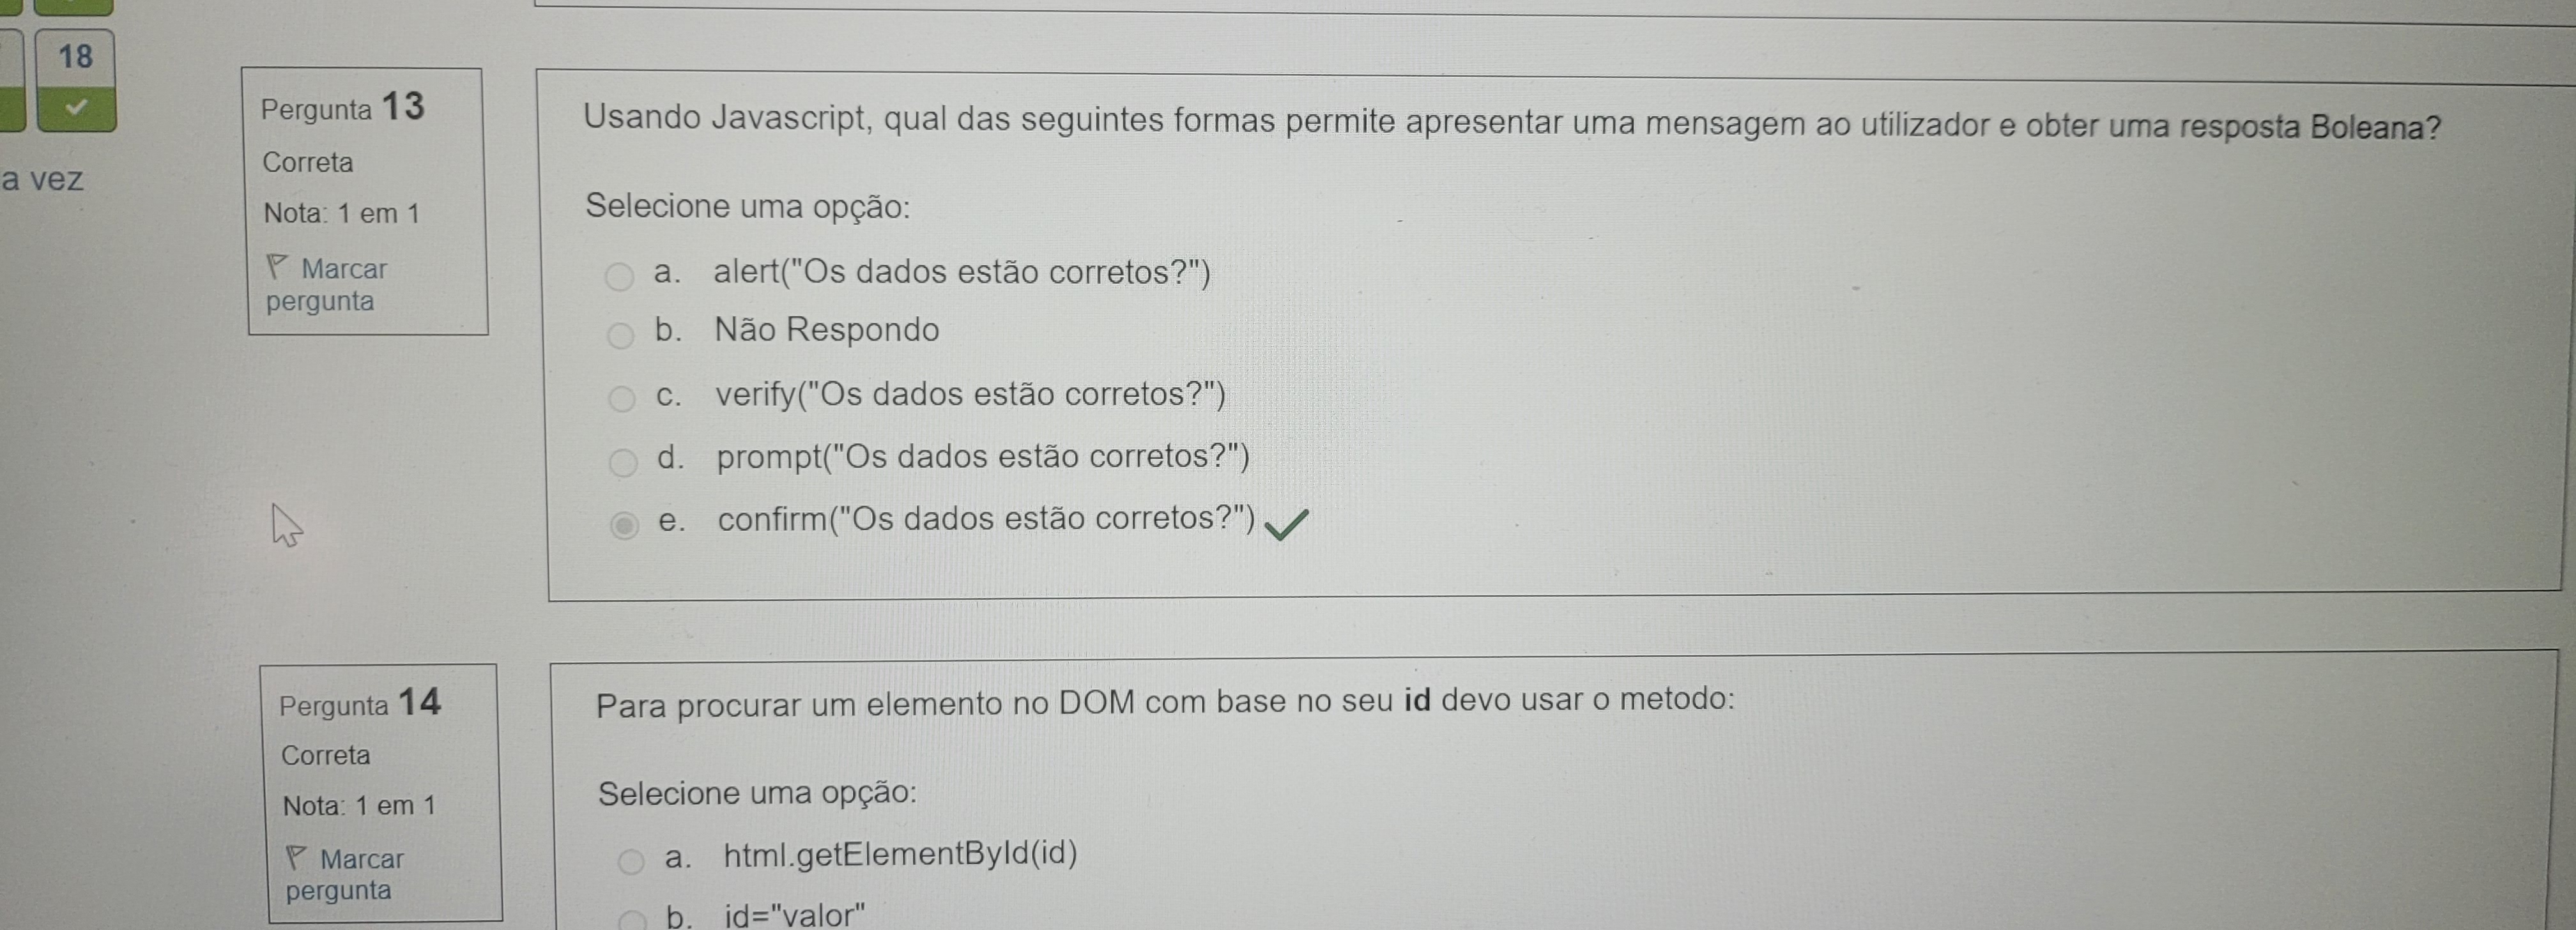 18
a vez
Pergunta 13
Correta
Nota: 1 em 1
Marcar
pergunta
Usando Javascript, qual das seguintes formas permite apresentar uma mensagem ao utilizador e obter uma resposta Boleana?
Selecione uma opção:
a. alert("Os dados estão corretos?")
b. Não Respondo
c. verify("Os dados estão corretos?")
d. prompt("Os dados estão corretos?")
e. confirm("Os dados estão corretos?")
Pergunta 14
Correta
Nota: 1 em 1
Marcar
pergunta
Para procurar um elemento no DOM com base no seu id devo usar o metodo:
Selecione uma opção:
a. html.getElementById(id)
b. id="valor"